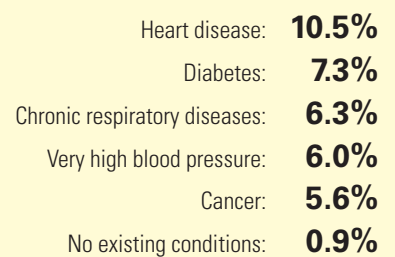 Heart disease: 10.5%
Diabetes: 7.3%
Chronic respiratory diseases: 6.3%
Very high blood pressure: 6.0%
Cancer: 5.6%
No existing conditions: 0.9%